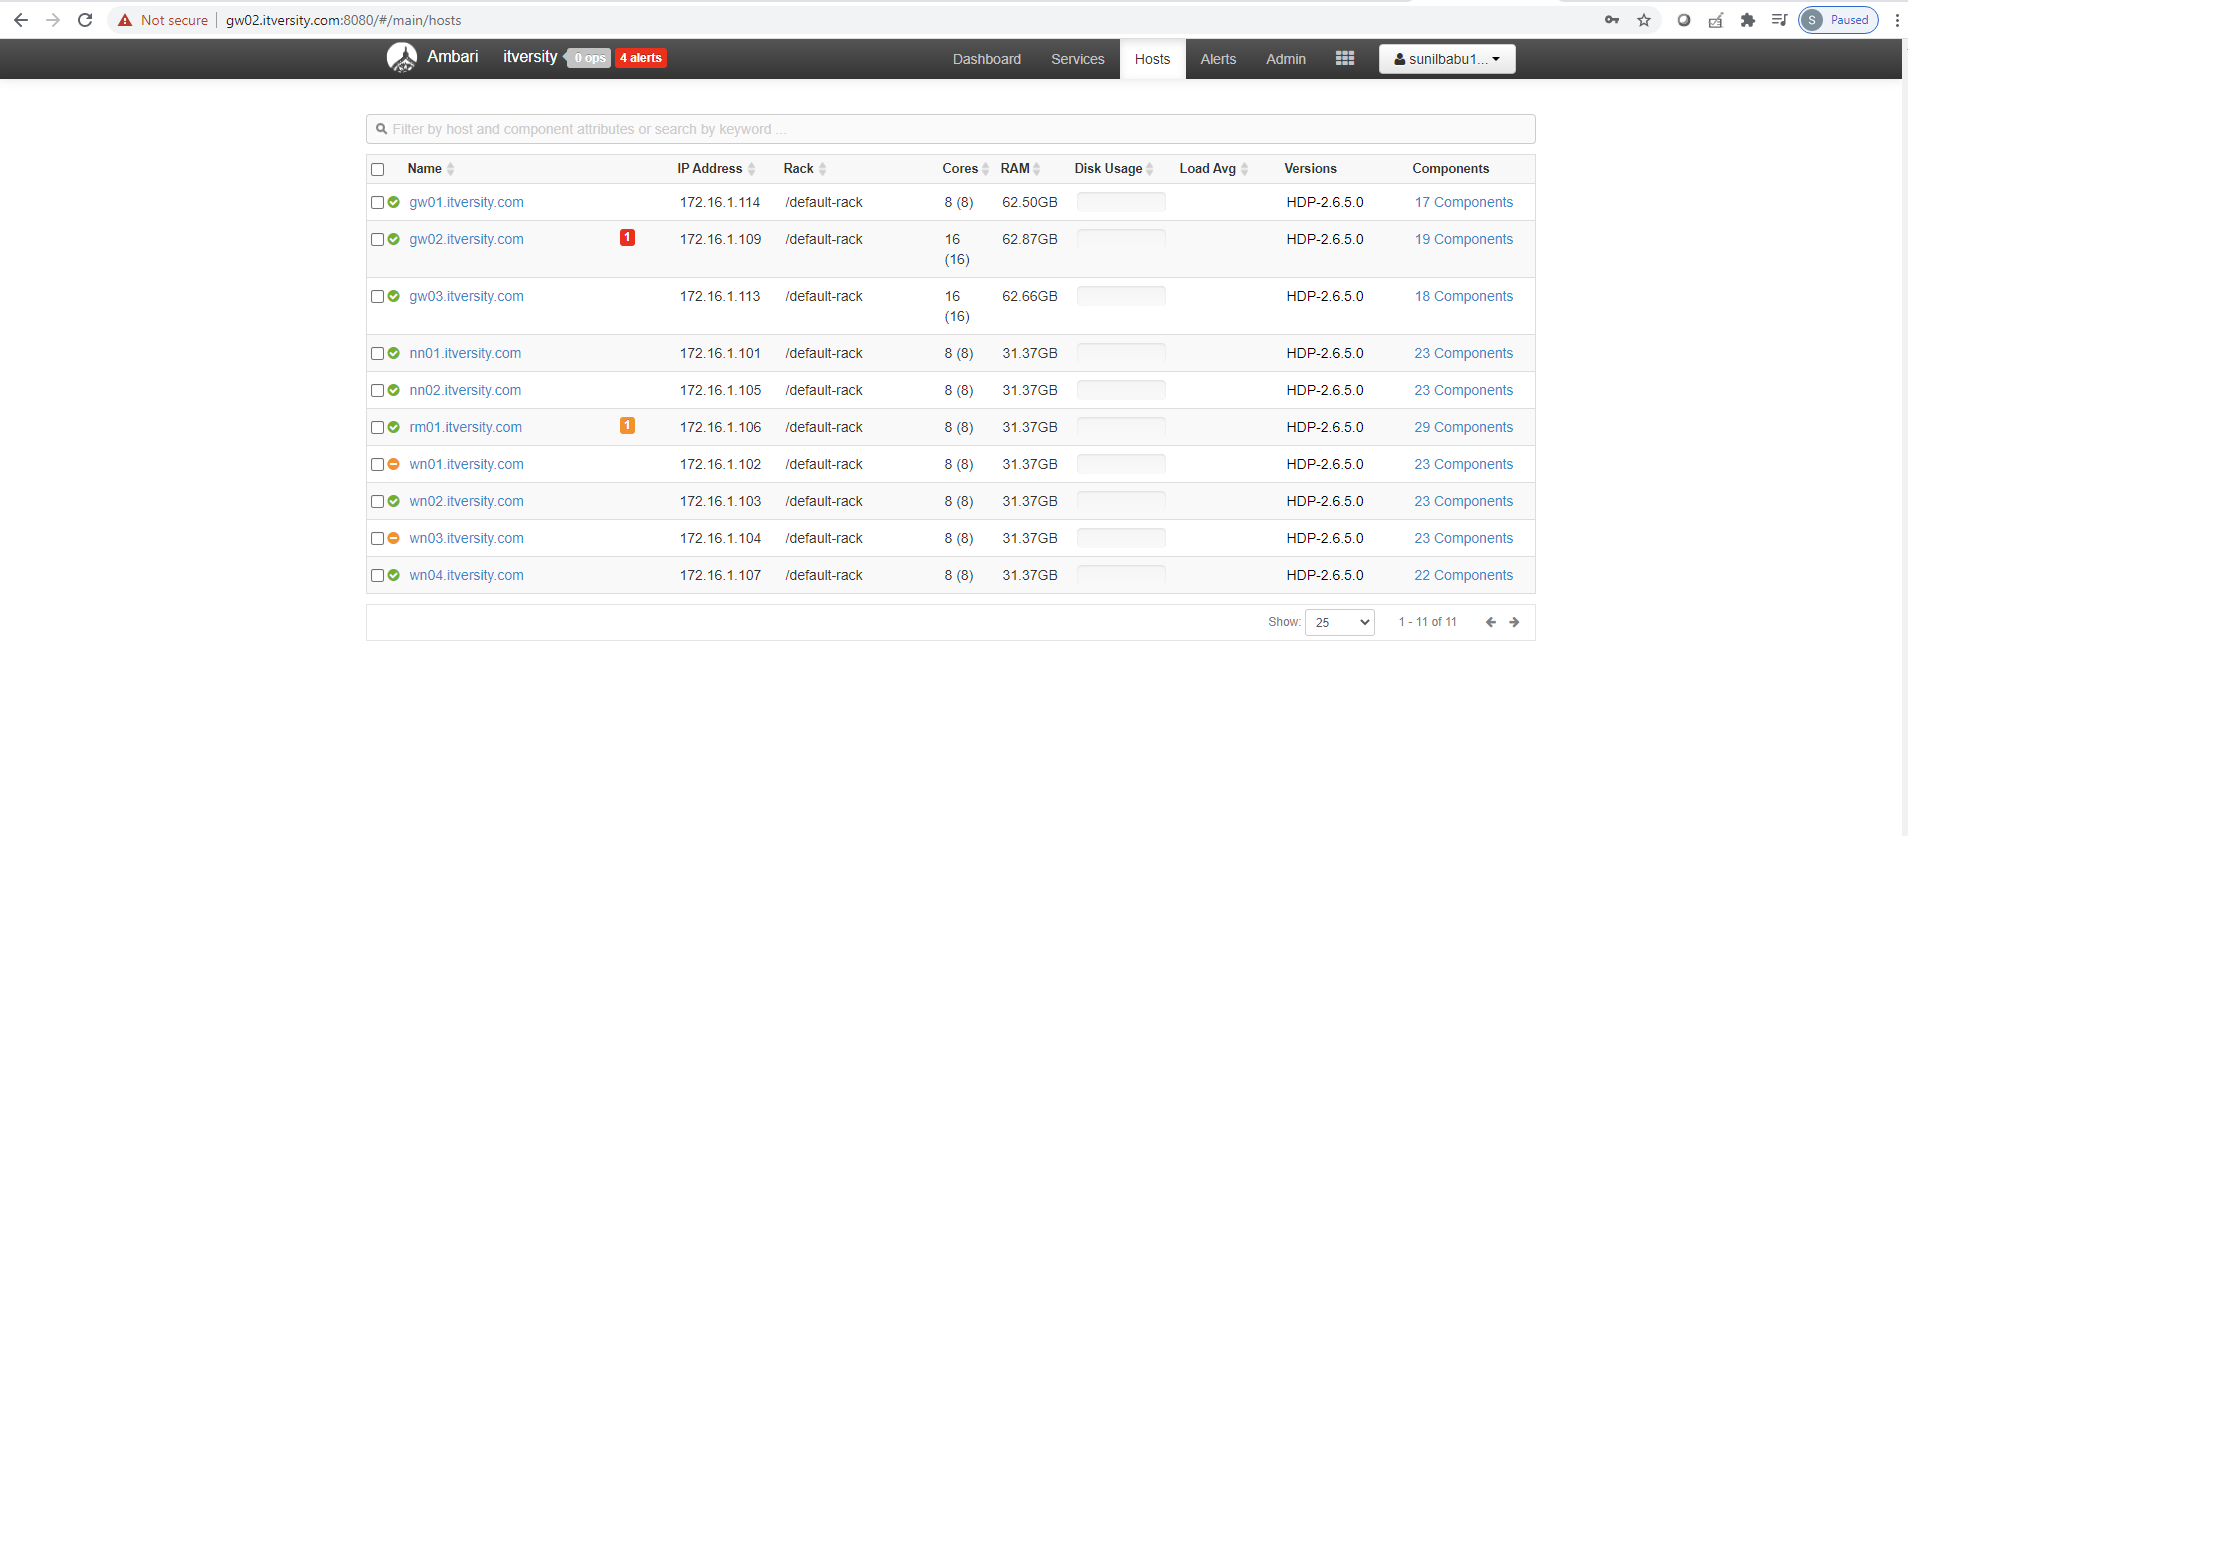 Not secure gw02.itversity.com:8080/#/main/hosts S Paused
Ambari itversity 0 ops 4 alerts Dashboard Services Hosts Alerts Admin sunilbabu1...
Filter by host and component attributes or search by keyword ...
Name IP Address Rack Cores RAM Disk Usage Load Avg Versions Components
gw01.itversity.com 172.16.1.114 /default-rack 8 (8) 62.50GB HDP-2.6.5.0 17 Components
gw02.itversity.com 1 172.16.1.109 /default-rack 16 62.87GB HDP-2.6.5.0 19 Components
(16)
gw03.itversity.com 172.16.1.113 /default-rack 16 62.66GB HDP-2.6.5.0 18 Components
(16)
nn01.itversity.com 172.16.1.101 /default-rack 8 (8) 31.37GB HDP-2.6.5.0 23 Components
nn02.itversity.com 172.16.1.105 /default-rack 8 (8) 31.37GB HDP-2.6.5.0 23 Components
rm01.itversity.com 1 172.16.1.106 /default-rack 8 (8) 31.37GB HDP-2.6.5.0 29 Components
wn01.itversity.com 172.16.1.102 /default-rack 8 (8) 31.37GB HDP-2.6.5.0 23 Components
wn02.itversity.com 172.16.1.103 /default-rack 8 (8) 31.37GB HDP-2.6.5.0 23 Components
wn03.itversity.com 172.16.1.104 /default-rack 8 (8) 31.37GB HDP-2.6.5.0 23 Components
wn04.itversity.com 172.16.1.107 /default-rack 8 (8) 31.37GB HDP-2.6.5.0 22 Components
Show: 25 1 - 11 of 11